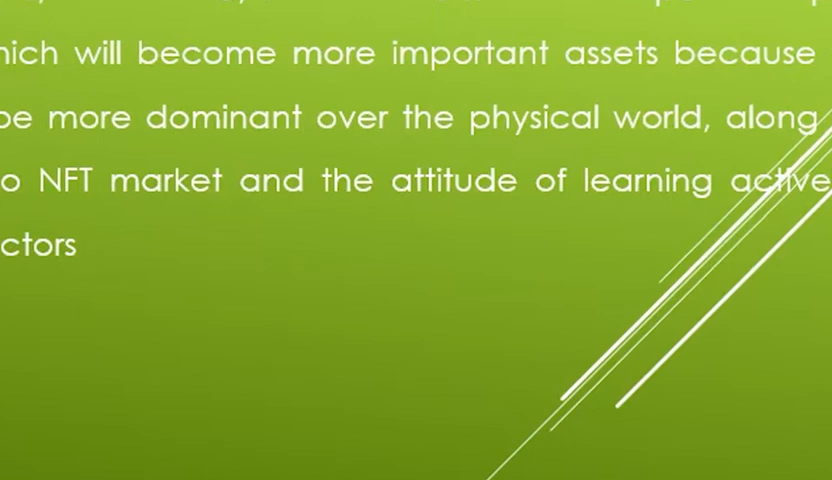 hich will become more important assets because
be more dominant over the physical world, along
o NFT market and the attitude of learning active
ctors